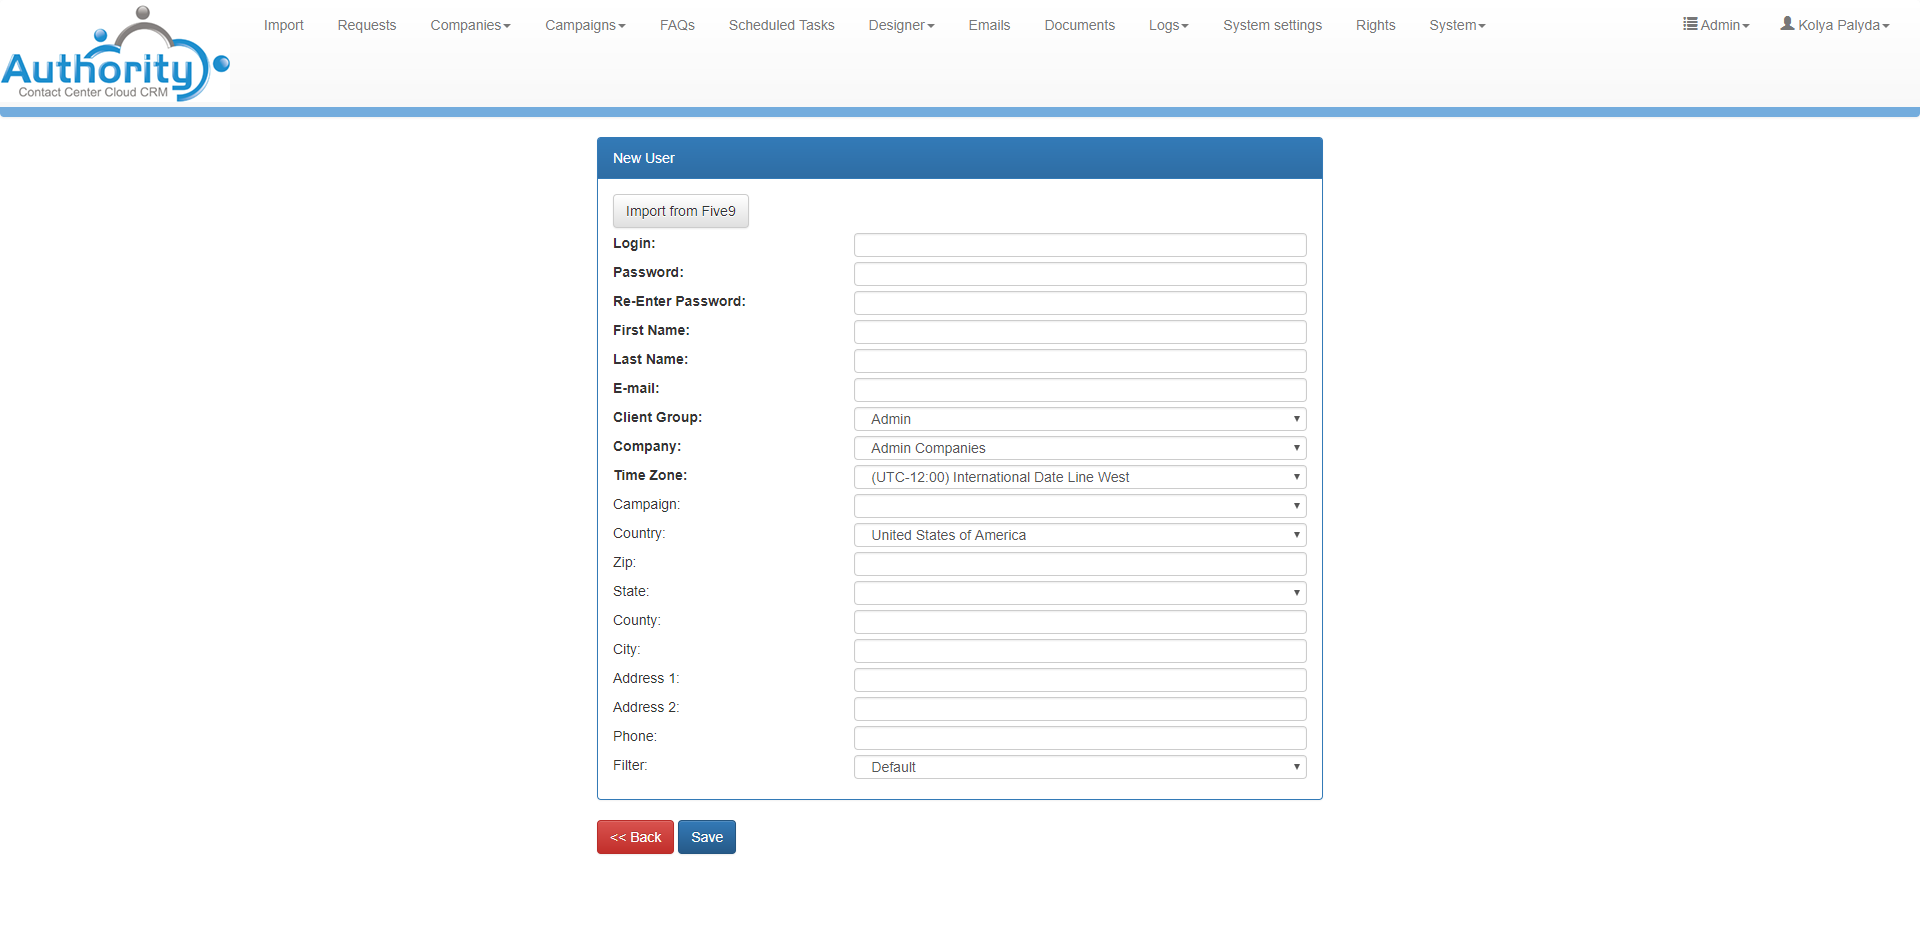 Authority
Contact Center Cloud CRM
Import Requests Companies Campaigns FAQs Scheduled Tasks Designer Emails Documents Logs System settings Rights System Admin Kolya Palyda
New User
Import from Five9
Login:
Password:
Re-Enter Password:
First Name:
Last Name:
E-mail:
Client Group: Admin
Company: Admin Companies
Time Zone: (UTC-12:00) International Date Line West
Campaign:
Country: United States of America
Zip:
State:
County:
City:
Address 1:
Address 2:
Phone:
Filter: Default
<< Back Save